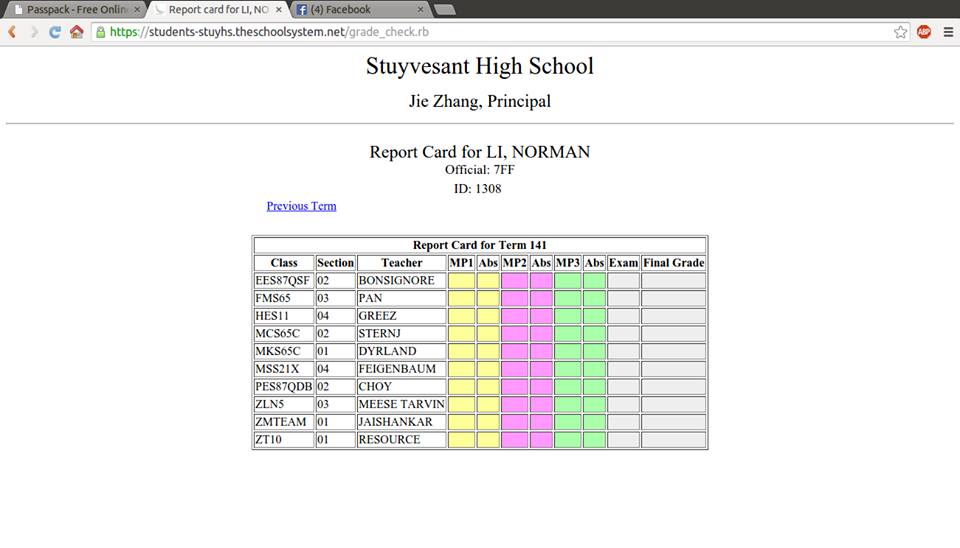 Passpack - Free Onlin
Report card for LI, NO
(4) Facebook
https://students-stuyhs.theschoolsystem.net/grade_check.rb
ABP
Stuyvesant High School
Jie Zhang, Principal
Report Card for LI, NORMAN
Official: 7FF
ID: 1308
Previous Term
Report Card for Term 141
Class Section Teacher MP1 Abs MP2 Abs MP3 Abs Exam Final Grade
EES87QSF 02 BONSIGNORE
FMS65 03 PAN
HES11 04 GREEZ
MCS65C 02 STERNJ
MKS65C 01 DYRLAND
MSS21X 04 FEIGENBAUM
PES87QDB 02 CHOY
ZLN5 03 MEESE TARVIN
ZMTEAM 01 JAISHANKAR
ZT10 01 RESOURCE